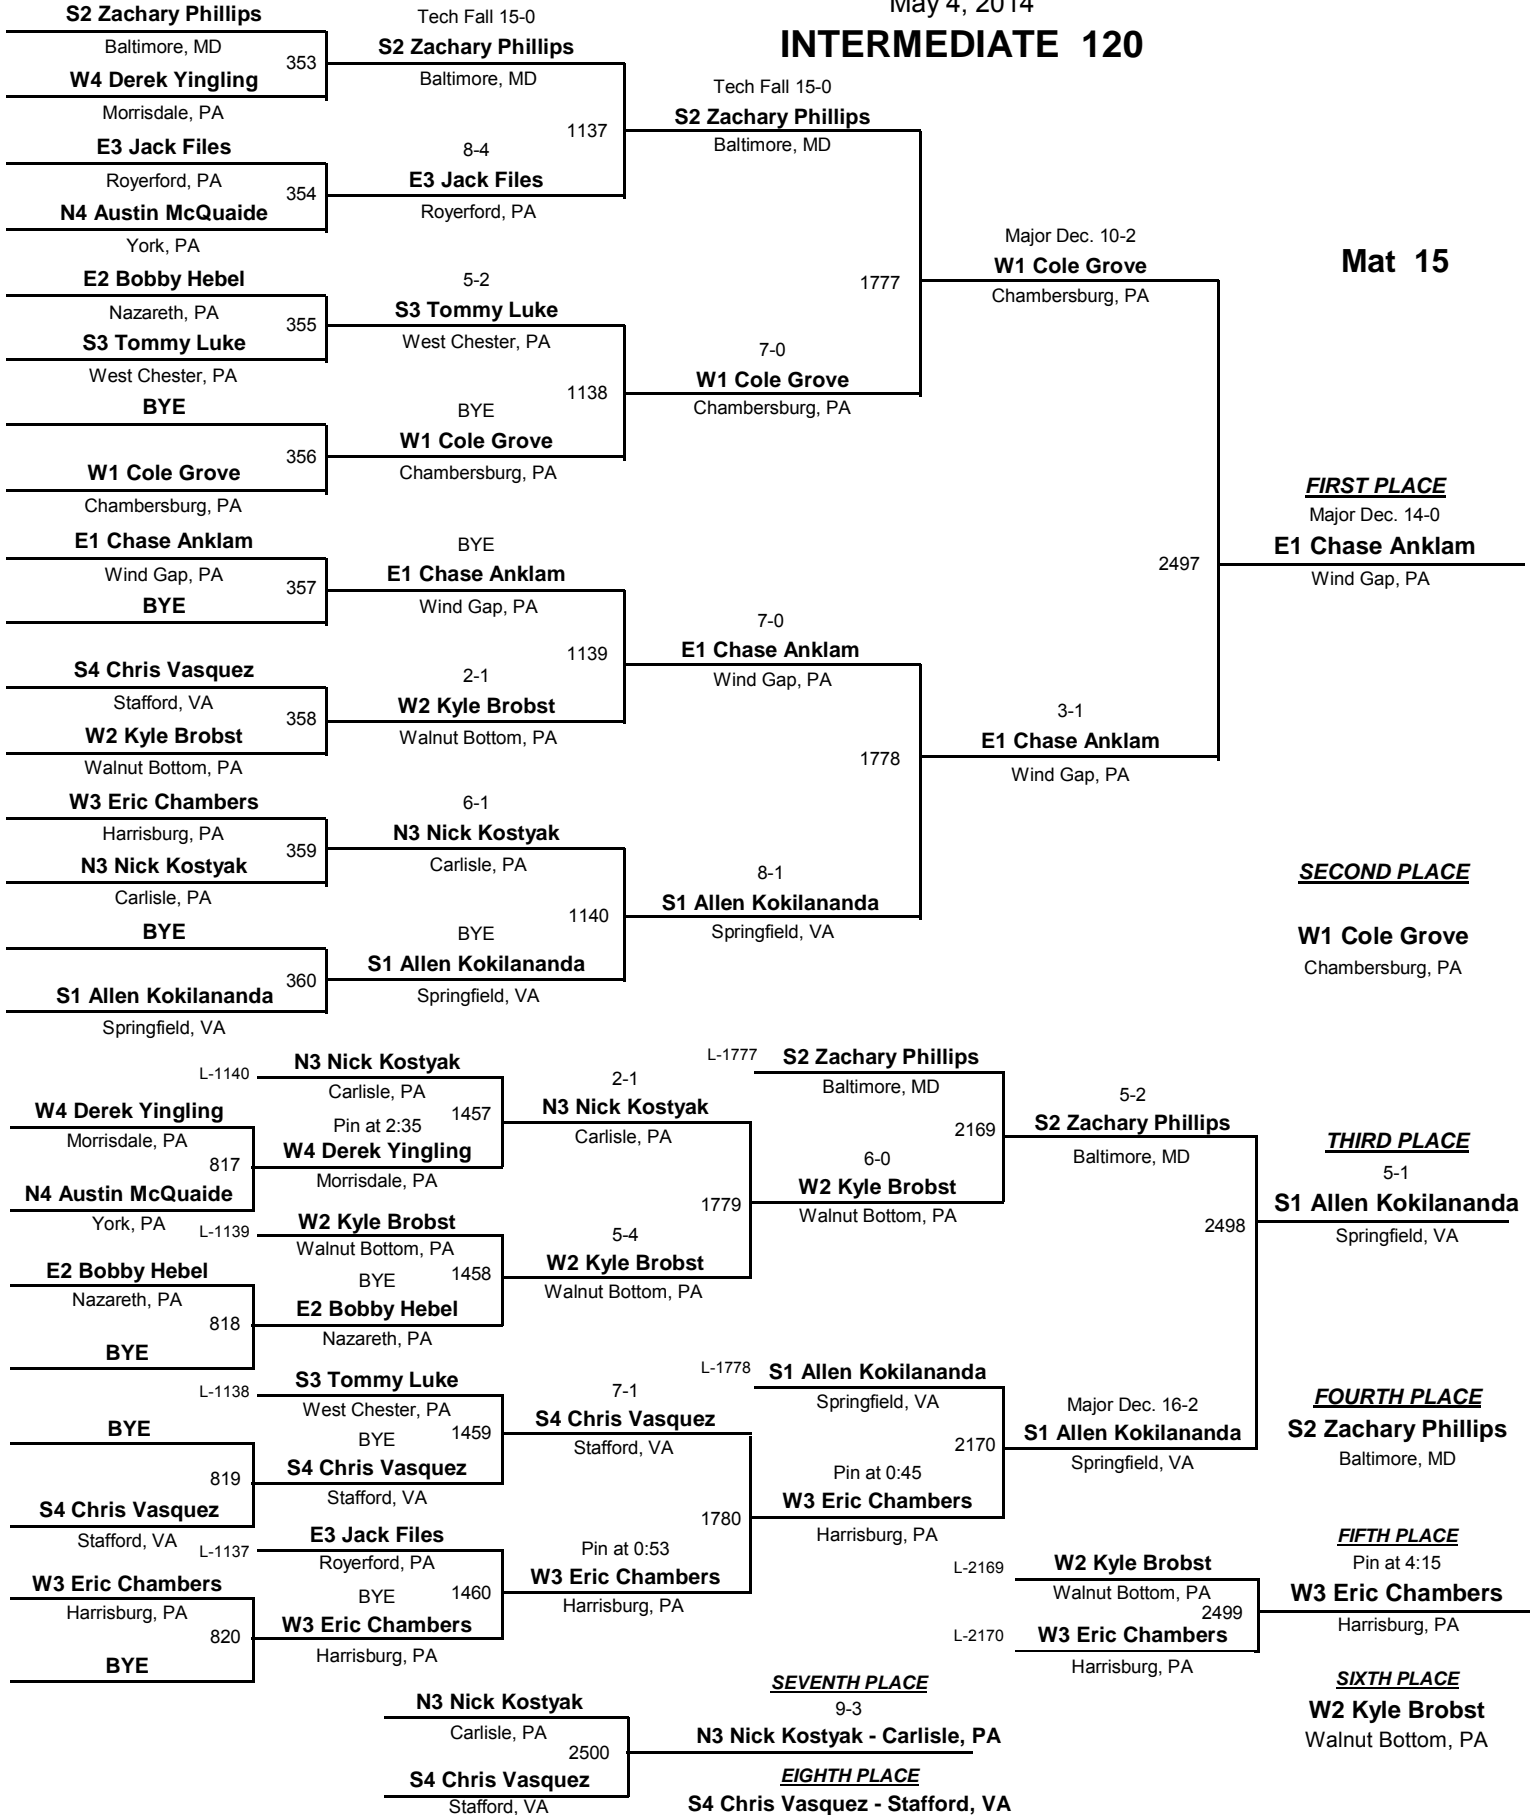 May 4, 2014
INTERMEDIATE 120
Mat 15
S2 Zachary Phillips
Baltimore, MD
353
W4 Derek Yingling
Morrisdale, PA
E3 Jack Files
Royerford, PA
354
N4 Austin McQuaide
York, PA
E2 Bobby Hebel
Nazareth, PA
355
S3 Tommy Luke
West Chester, PA
BYE
356
W1 Cole Grove
Chambersburg, PA
E1 Chase Anklam
Wind Gap, PA
357
BYE
S4 Chris Vasquez
Stafford, VA
358
W2 Kyle Brobst
Walnut Bottom, PA
W3 Eric Chambers
Harrisburg, PA
359
N3 Nick Kostyak
Carlisle, PA
BYE
360
S1 Allen Kokilananda
Springfield, VA
Tech Fall 15-0
S2 Zachary Phillips
Baltimore, MD
1137
8-4
E3 Jack Files
Royerford, PA
5-2
S3 Tommy Luke
West Chester, PA
1138
BYE
W1 Cole Grove
Chambersburg, PA
BYE
E1 Chase Anklam
Wind Gap, PA
1139
2-1
W2 Kyle Brobst
Walnut Bottom, PA
6-1
N3 Nick Kostyak
Carlisle, PA
1140
BYE
S1 Allen Kokilananda
Springfield, VA
Tech Fall 15-0
S2 Zachary Phillips
Baltimore, MD
1777
7-0
W1 Cole Grove
Chambersburg, PA
7-0
E1 Chase Anklam
Wind Gap, PA
1778
8-1
S1 Allen Kokilananda
Springfield, VA
Major Dec. 10-2
W1 Cole Grove
Chambersburg, PA
2497
3-1
E1 Chase Anklam
Wind Gap, PA
FIRST PLACE
Major Dec. 14-0
E1 Chase Anklam
Wind Gap, PA
SECOND PLACE
W1 Cole Grove
Chambersburg, PA
W4 Derek Yingling
Morrisdale, PA
817
N4 Austin McQuaide
York, PA
E2 Bobby Hebel
Nazareth, PA
818
BYE
BYE
819
S4 Chris Vasquez
Stafford, VA
W3 Eric Chambers
Harrisburg, PA
820
BYE
L-1140
N3 Nick Kostyak
Carlisle, PA
1457
Pin at 2:35
W4 Derek Yingling
Morrisdale, PA
L-1139
W2 Kyle Brobst
Walnut Bottom, PA
1458
BYE
E2 Bobby Hebel
Nazareth, PA
L-1138
S3 Tommy Luke
West Chester, PA
1459
BYE
S4 Chris Vasquez
Stafford, VA
L-1137
E3 Jack Files
Royerford, PA
1460
BYE
W3 Eric Chambers
Harrisburg, PA
2-1
N3 Nick Kostyak
Carlisle, PA
1779
5-4
W2 Kyle Brobst
Walnut Bottom, PA
7-1
S4 Chris Vasquez
Stafford, VA
1780
Pin at 0:53
W3 Eric Chambers
Harrisburg, PA
L-1777
S2 Zachary Phillips
Baltimore, MD
2169
6-0
W2 Kyle Brobst
Walnut Bottom, PA
L-1778
S1 Allen Kokilananda
Springfield, VA
2170
Pin at 0:45
W3 Eric Chambers
Harrisburg, PA
5-2
S2 Zachary Phillips
Baltimore, MD
2498
Major Dec. 16-2
S1 Allen Kokilananda
Springfield, VA
THIRD PLACE
5-1
S1 Allen Kokilananda
Springfield, VA
FOURTH PLACE
S2 Zachary Phillips
Baltimore, MD
L-2169
W2 Kyle Brobst
Walnut Bottom, PA
2499
L-2170
W3 Eric Chambers
Harrisburg, PA
FIFTH PLACE
Pin at 4:15
W3 Eric Chambers
Harrisburg, PA
SIXTH PLACE
W2 Kyle Brobst
Walnut Bottom, PA
N3 Nick Kostyak
Carlisle, PA
2500
S4 Chris Vasquez
Stafford, VA
SEVENTH PLACE
9-3
N3 Nick Kostyak - Carlisle, PA
EIGHTH PLACE
S4 Chris Vasquez - Stafford, VA